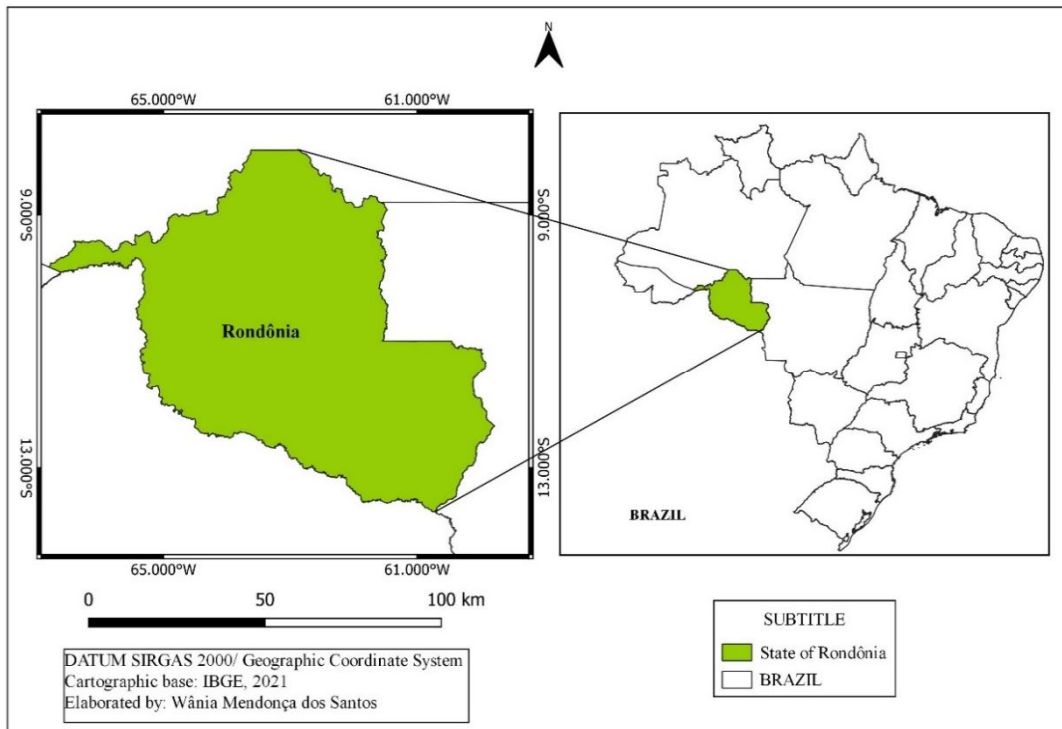 N
65.000°W 61.000°W
9.000°S 9.000°S
Rondônia
13.000°S 13.000°S
65.000°W 61.000°W
BRAZIL
0 50 100 km
DATUM SIRGAS 2000/ Geographic Coordinate System
Cartographic base: IBGE, 2021
Elaborated by: Wânia Mendonça dos Santos
SUBTITLE
State of Rondônia
BRAZIL